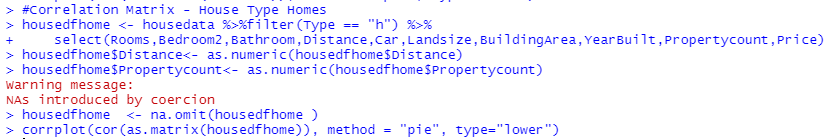 > #Correlation Matrix - House Type Homes
> housedfhome <- housedata %>%filter(Type == "h") %>%
+     select(Rooms,Bedroom2,Bathroom,Distance,Car,Landsize,BuildingArea,YearBuilt,Propertycount,Price)
> housedfhome$Distance<- as.numeric(housedfhome$Distance)
> housedfhome$Propertycount<- as.numeric(housedfhome$Propertycount)
Warning message:
NAs introduced by coercion
> housedfhome  <- na.omit(housedfhome )
> corrplot(cor(as.matrix(housedfhome)), method = "pie", type="lower")